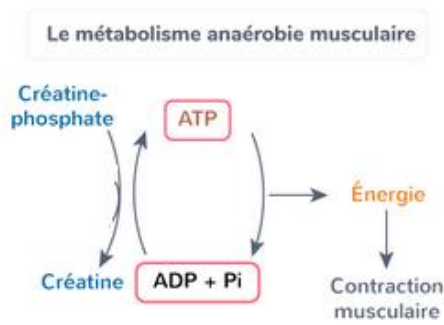 Le métabolisme anaérobie musculaire
Créatine-
phosphate
ATP
Énergie
Créatine
ADP + Pi
Contraction
musculaire